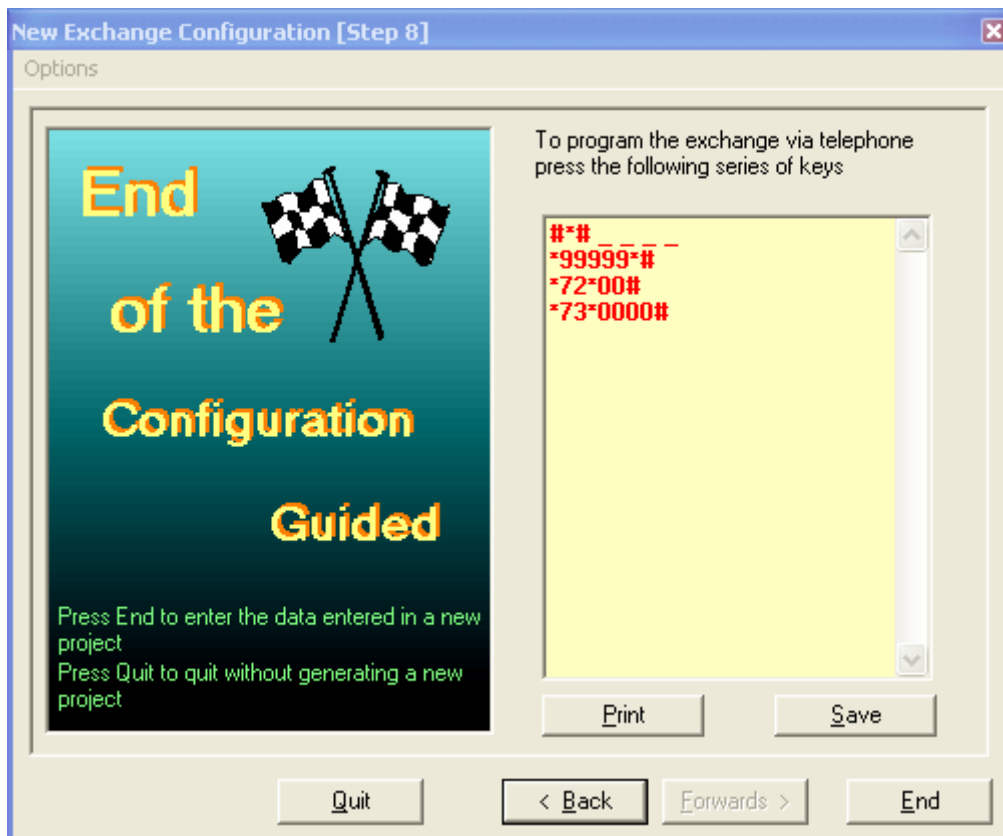 New Exchange Configuration [Step 8]
Options
End
of the
Configuration
Guided
Press End to enter the data entered in a new
project
Press Quit to quit without generating a new
project
To program the exchange via telephone
press the following series of keys
#*# _ _ _ _
*99999*#
*72*00#
*73*0000#
Print
Save
Quit
< Back
Forwards >
End